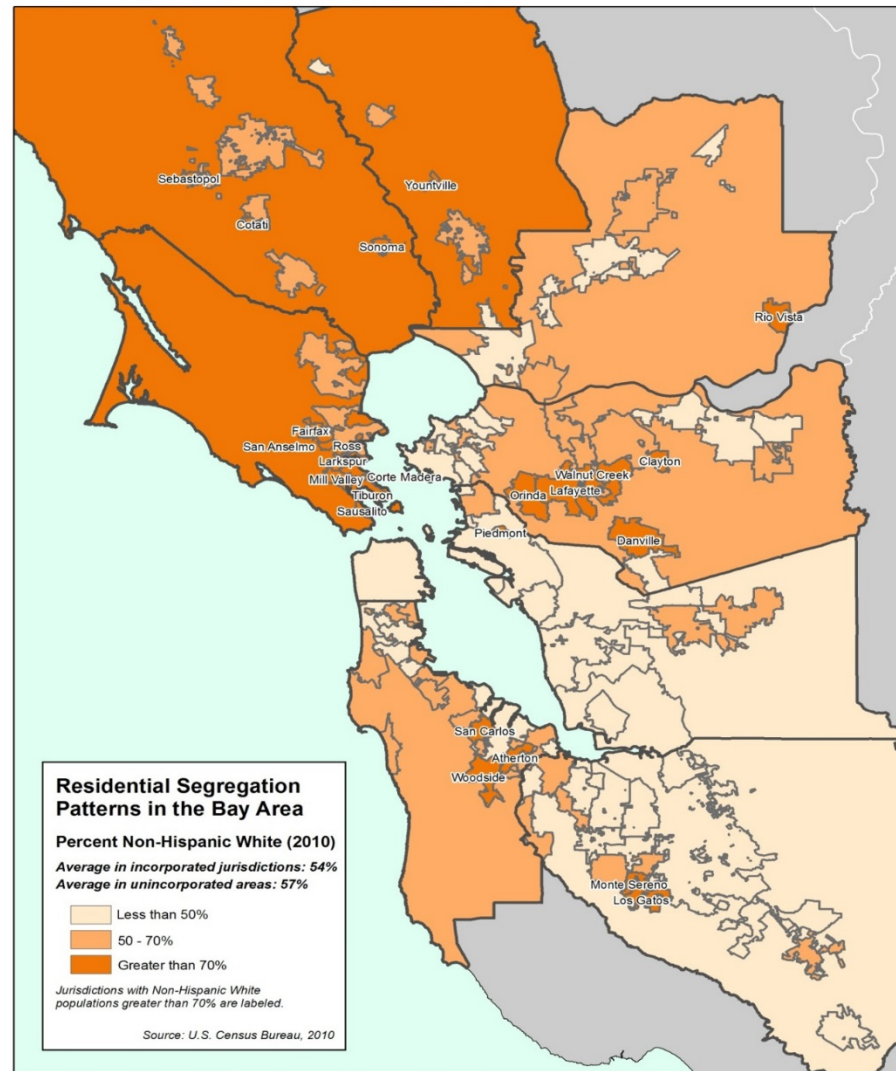 Sebastopol
Yountville
Cotati
Sonoma
Rio Vista
Fairfax
San Anselmo
Ross
Larkspur
Mill Valley
Corte Madera
Tiburon
Sausalito
Walnut Creek
Clayton
Orinda
Lafayette
Piedmont
Danville
San Carlos
Atherton
Woodside
Monte Sereno
Los Gatos
Residential Segregation
Patterns in the Bay Area
Percent Non-Hispanic White (2010)
Average in incorporated jurisdictions: 54%
Average in unincorporated areas: 57%
Less than 50%
50 - 70%
Greater than 70%
Jurisdictions with Non-Hispanic White
populations greater than 70% are labeled.
Source: U.S. Census Bureau, 2010